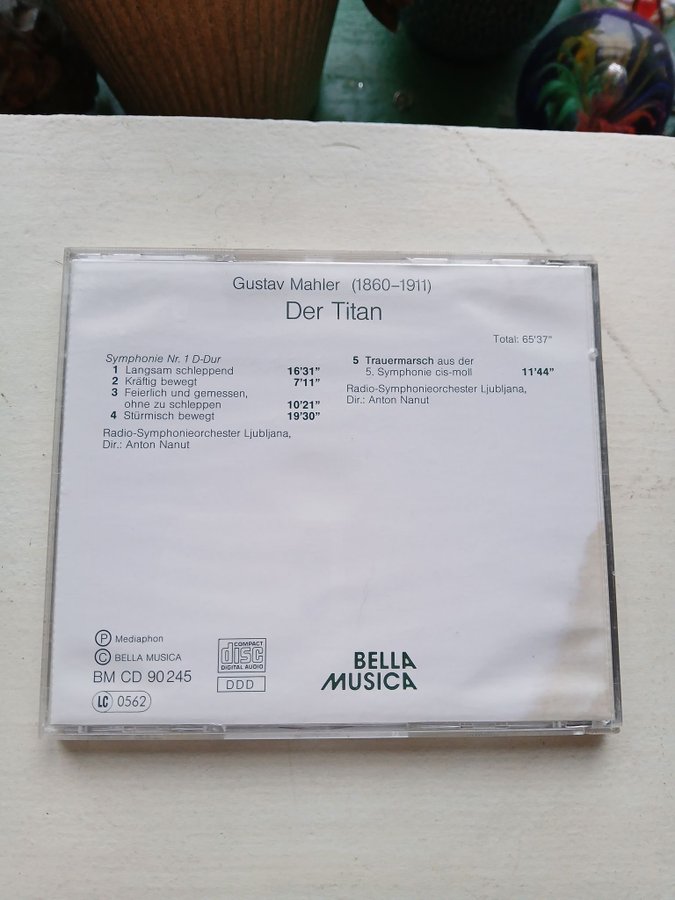 Gustav Mahler (1860–1911)
Der Titan
Total: 65'37"
Symphonie Nr. 1 D-Dur
1 Langsam schleppend 16'31"
2 Kräftig bewegt 7'11"
3 Feierlich und gemessen,
ohne zu schleppen 10'21"
4 Stürmisch bewegt 19'30"
Radio-Symphonieorchester Ljubljana,
Dir.: Anton Nanut
5 Trauermarsch aus der
5. Symphonie cis-moll 11'44"
Radio-Symphonieorchester Ljubljana,
Dir.: Anton Nanut
Ⓟ Mediaphon
Ⓒ BELLA MUSICA
BM CD 90245
LC 0562
COMPACT
disc
DIGITAL AUDIO
DDD
BELLA
MUSICA